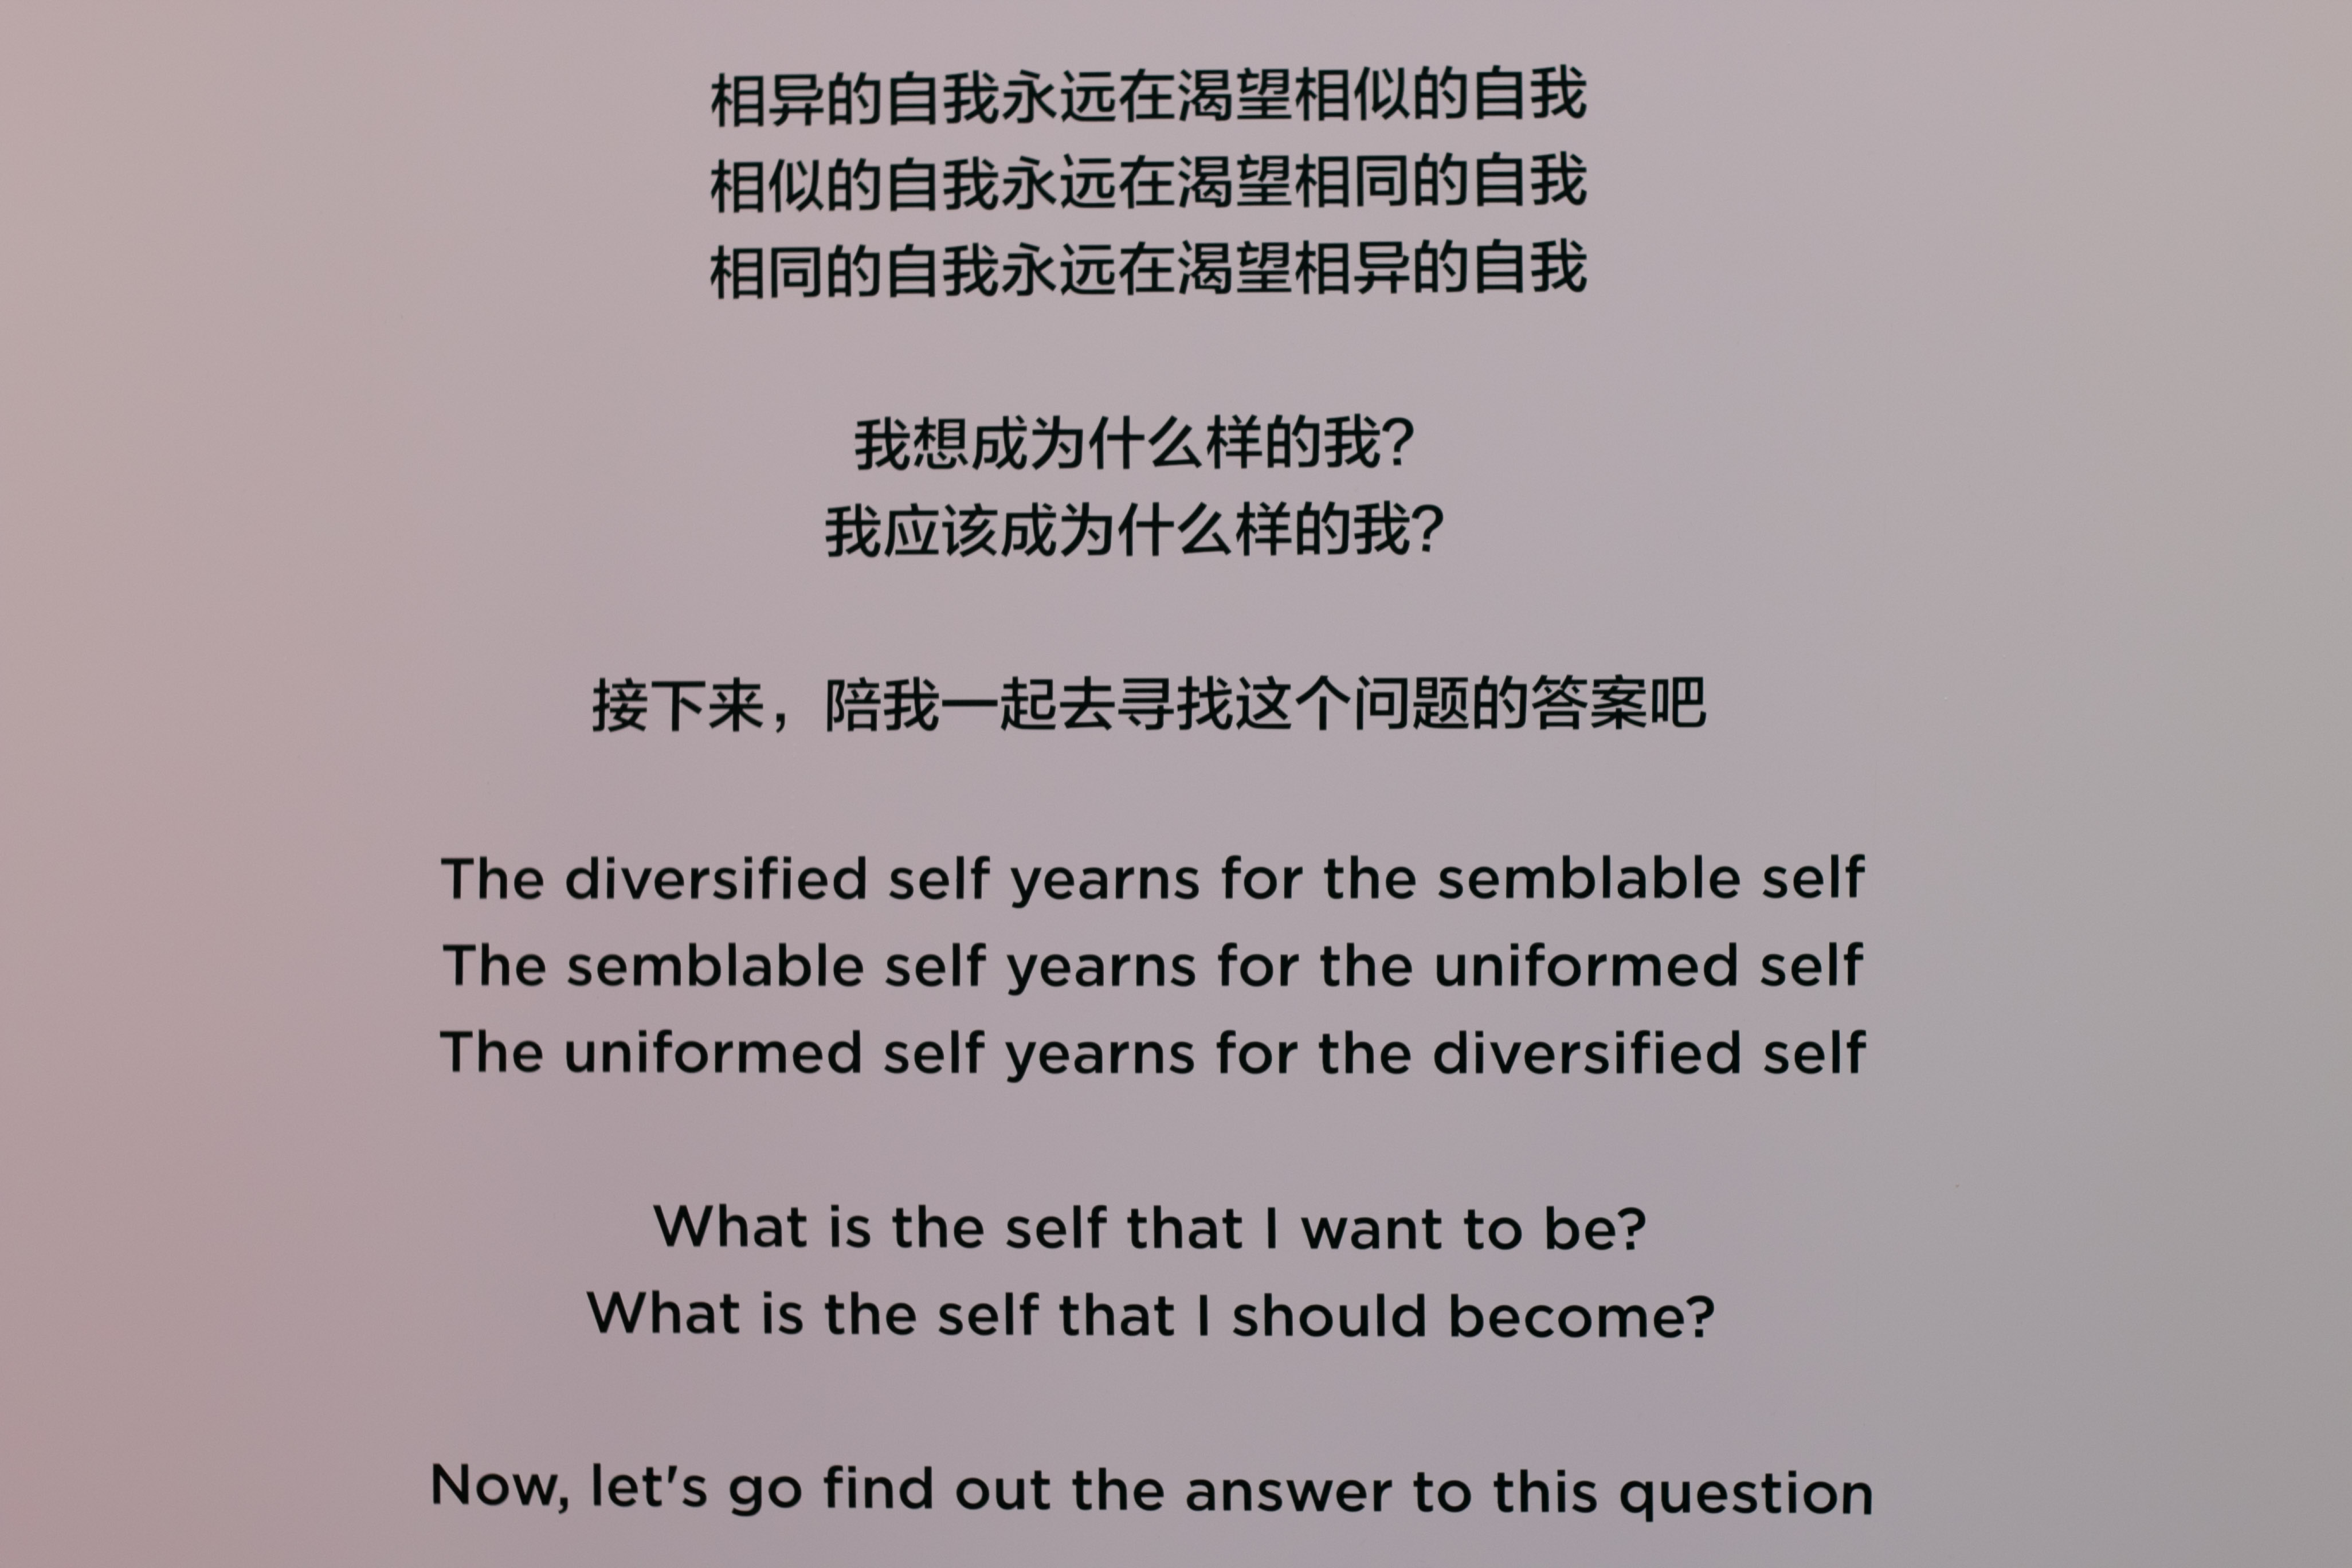 相异的自我永远在渴望相似的自我
相似的自我永远在渴望相同的自我
相同的自我永远在渴望相异的自我
我想成为什么样的我?
我应该成为什么样的我?
接下来，陪我一起去寻找这个问题的答案吧
The diversified self yearns for the semblable self
The semblable self yearns for the uniformed self
The uniformed self yearns for the diversified self
What is the self that I want to be?
What is the self that I should become?
Now, let's go find out the answer to this question